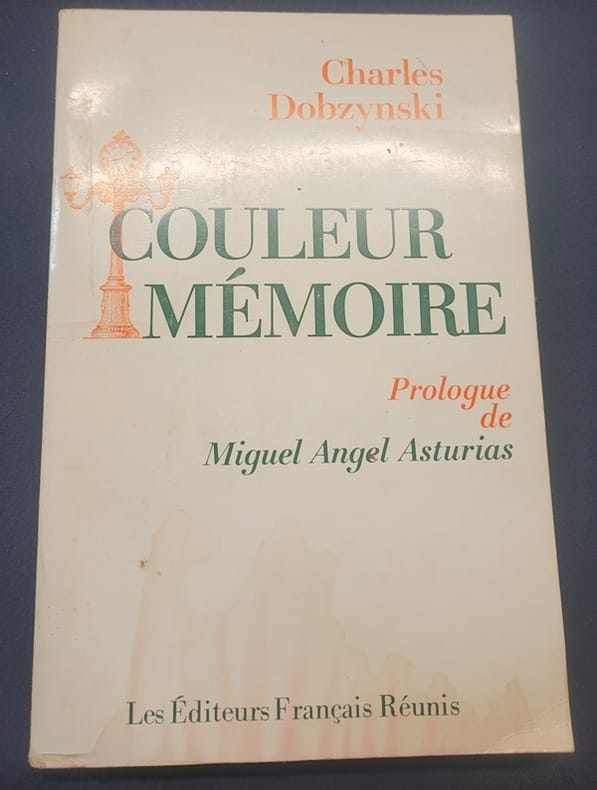 Charles
Dobzynski
COULEUR
MÉMOIRE
Prologue
de
Miguel Angel Asturias
Les Éditeurs Français Réunis